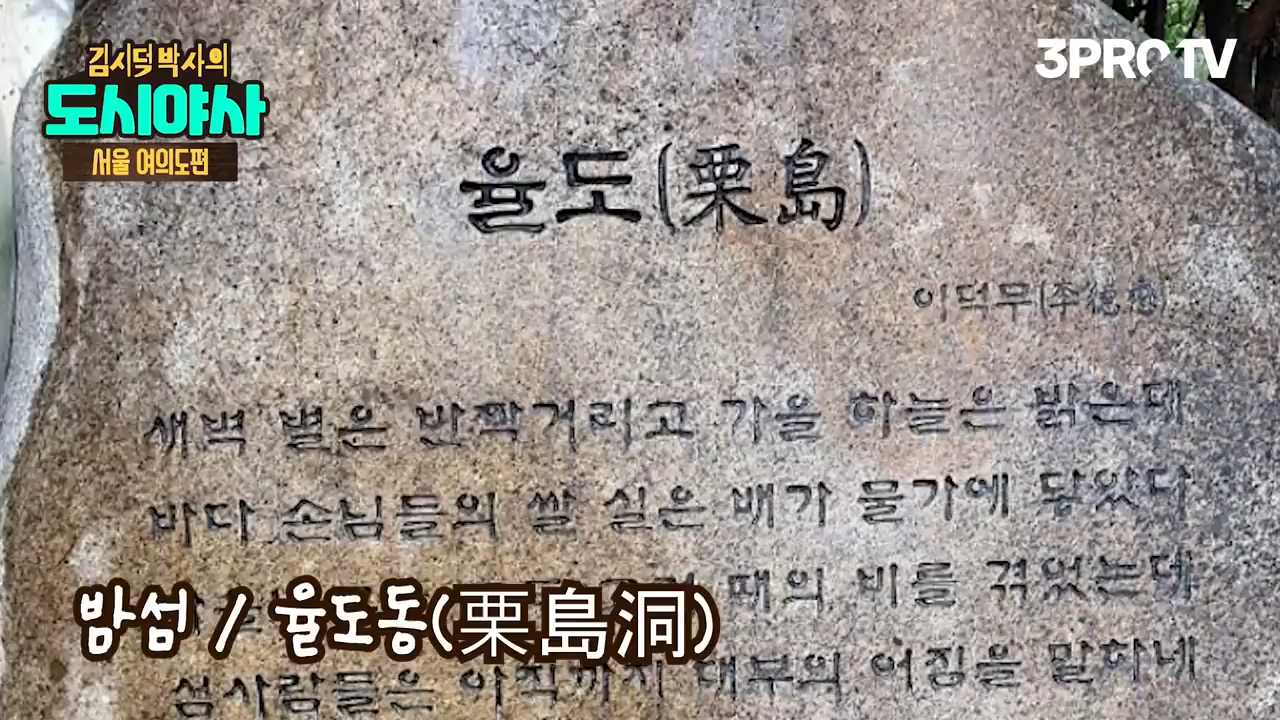 김시덕 박사의
도시야사
서울 여의도편
3PRO TV
율도(栗島)
이덕무(李德懋)
새벽 별은 반짝거리고 가을 하늘은 밝은데
바다 손님들의 쌀 실은 배가 물가에 닿았다
때의 비를 겪었는데
밤섬 / 율도동(栗島洞)
섬사람들은 아직까지 대부의 어짐을 말하네